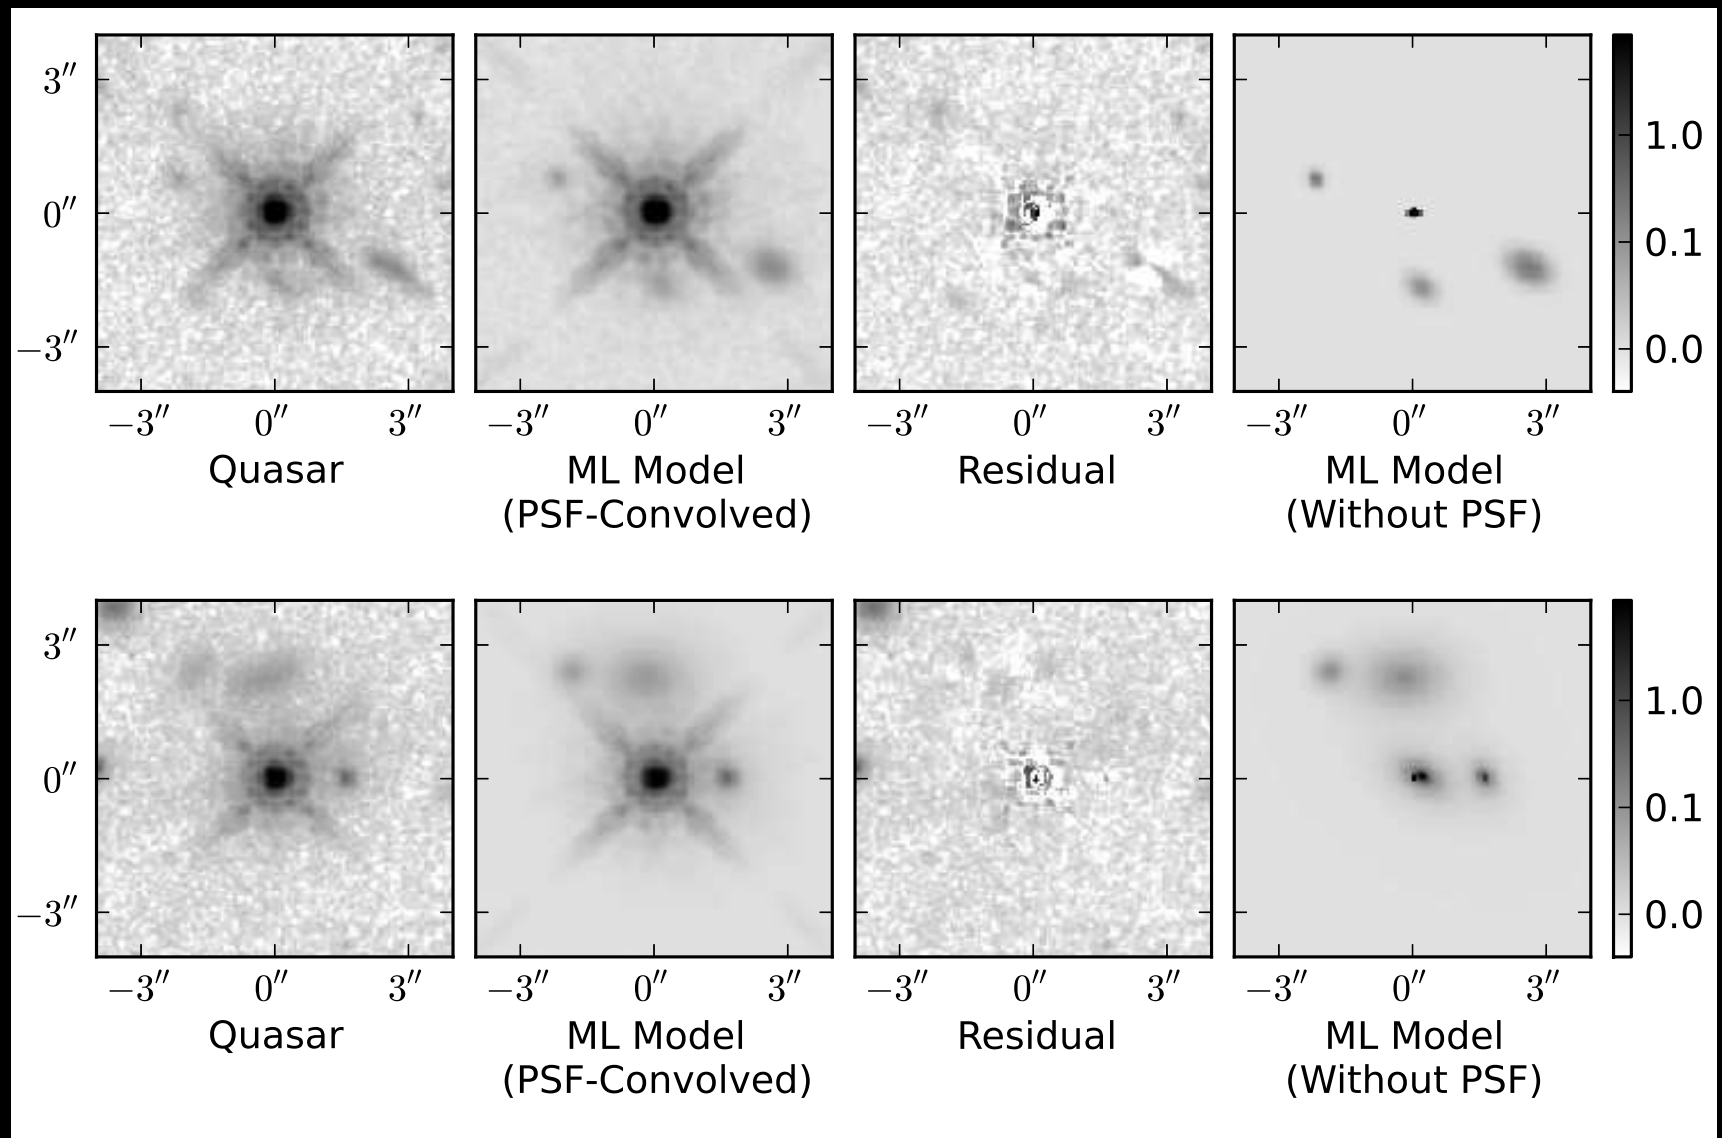 3″
0″
−3″
1.0
0.1
0.0
−3″ 0″ 3″ −3″ 0″ 3″ −3″ 0″ 3″ −3″ 0″ 3″
Quasar ML Model Residual ML Model
(PSF-Convolved) (Without PSF)
3″
0″
−3″
1.0
0.1
0.0
−3″ 0″ 3″ −3″ 0″ 3″ −3″ 0″ 3″ −3″ 0″ 3″
Quasar ML Model Residual ML Model
(PSF-Convolved) (Without PSF)